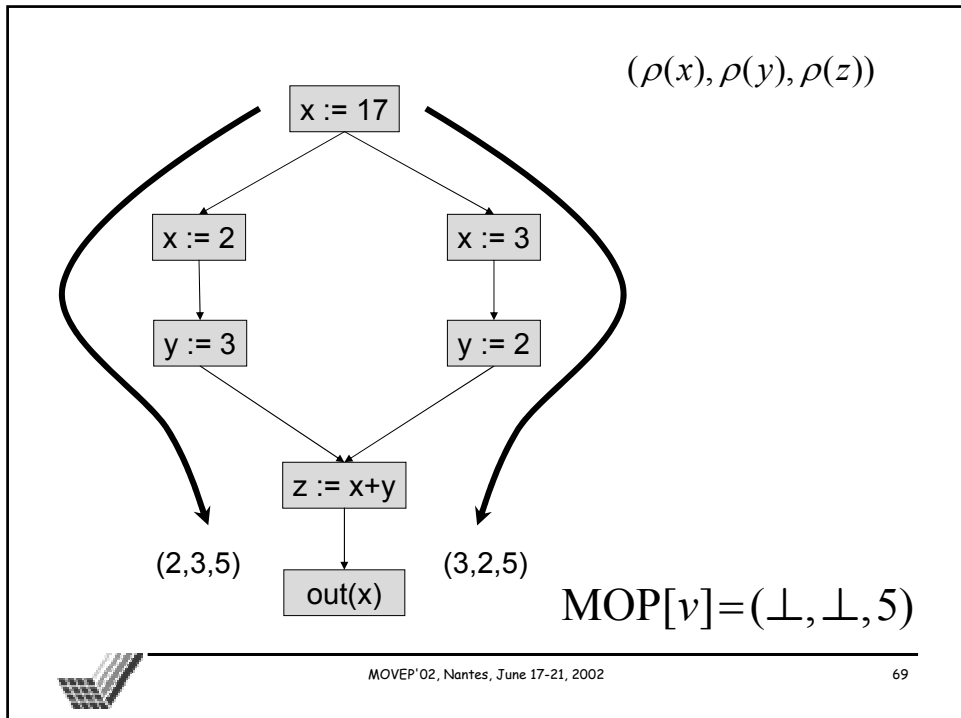 (ρ(x), ρ(y), ρ(z))
x := 17
x := 2
x := 3
y := 3
y := 2
z := x+y
(2,3,5)
(3,2,5)
out(x)
MOP[v]=(⊥,⊥,5)
MOVEP'02, Nantes, June 17-21, 2002
69